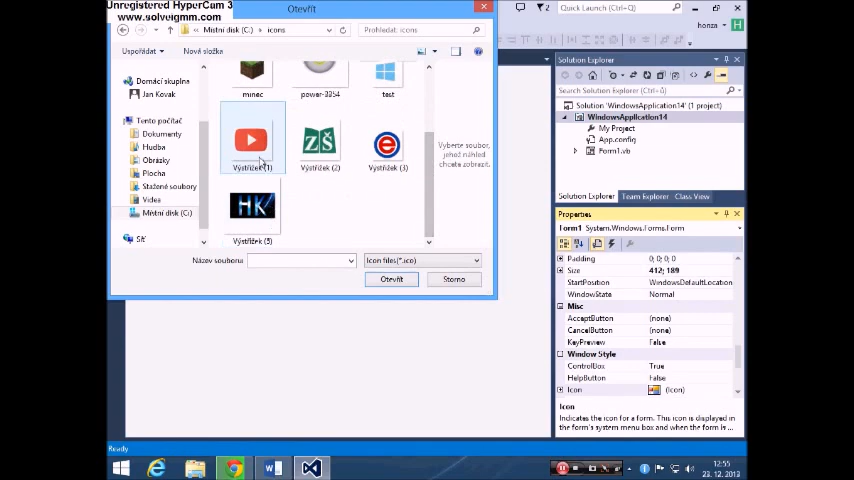 Unregistered HyperCam 3
www.solveigmm.com
Otevřít
Místní disk (C:)
icons
Prohledat: icons
Uspořádat
Nová složka
Domácí skupina
Jan Kovak
Tento počítač
Dokumenty
Hudba
Obrázky
Plocha
Stažené soubory
Videa
Místní disk (C:)
Síť
minec
power-3954
test
Výstřižek (1)
ZŠ
Výstřižek (2)
e
Výstřižek (3)
HK
Výstřižek (5)
Vyberte soubor,
jehož náhled
chcete zobrazit.
Název souboru:
Icon files(*.ico)
Otevřít
Storno
2
Quick Launch (Ctrl+Q)
honza
H
Solution Explorer
Search Solution Explorer (Ctrl+ů)
Solution 'WindowsApplication14' (1 project)
WindowsApplication14
My Project
App.config
Form1.vb
Solution Explorer
Team Explorer
Class View
Properties
Form1 System.Windows.Forms.Form
Padding 0; 0; 0; 0
Size 412; 189
StartPosition WindowsDefaultLocation
WindowState Normal
Misc
AcceptButton (none)
CancelButton (none)
KeyPreview False
Window Style
ControlBox True
HelpButton False
Icon (Icon)
Icon
Indicates the icon for a form. This icon is displayed in
the form's system menu box and when the form is...
Ready
12:55
23. 12. 2013